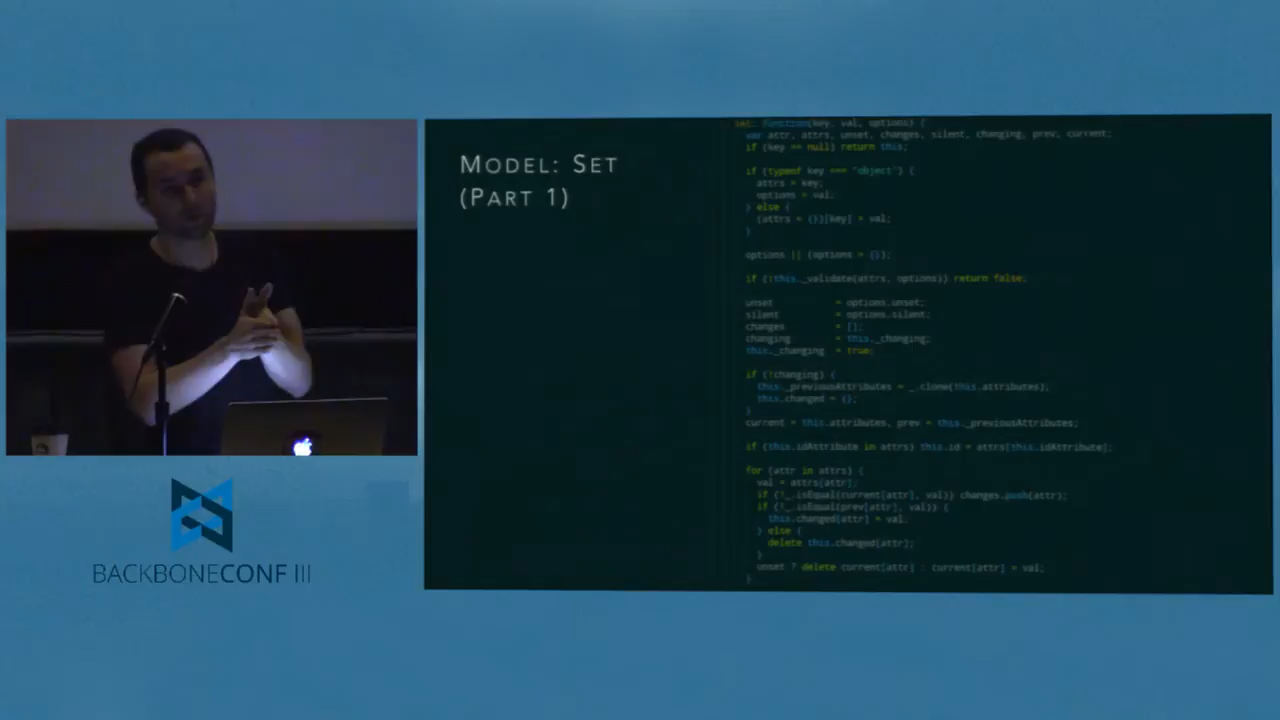 MODEL: SET
(PART 1)
set: function(key, val, options) {
var attr, attrs, unset, changes, silent, changing, prev, current;
if (key == null) return this;
if (typeof key === "object") {
attrs = key;
options = val;
} else {
(attrs = {})[key] = val;
}
options || (options = {});
if (!this._validate(attrs, options)) return false;
unset = options.unset;
silent = options.silent;
changes = [];
changing = this._changing;
this._changing = true;
if (!changing) {
this._previousAttributes = _.clone(this.attributes);
this.changed = {};
}
current = this.attributes, prev = this._previousAttributes;
if (this.idAttribute in attrs) this.id = attrs[this.idAttribute];
for (attr in attrs) {
val = attrs[attr];
if (!_.isEqual(current[attr], val)) changes.push(attr);
if (!_.isEqual(prev[attr], val)) {
this.changed[attr] = val;
} else {
delete this.changed[attr];
}
unset ? delete current[attr] : current[attr] = val;
}
BACKBONECONF III